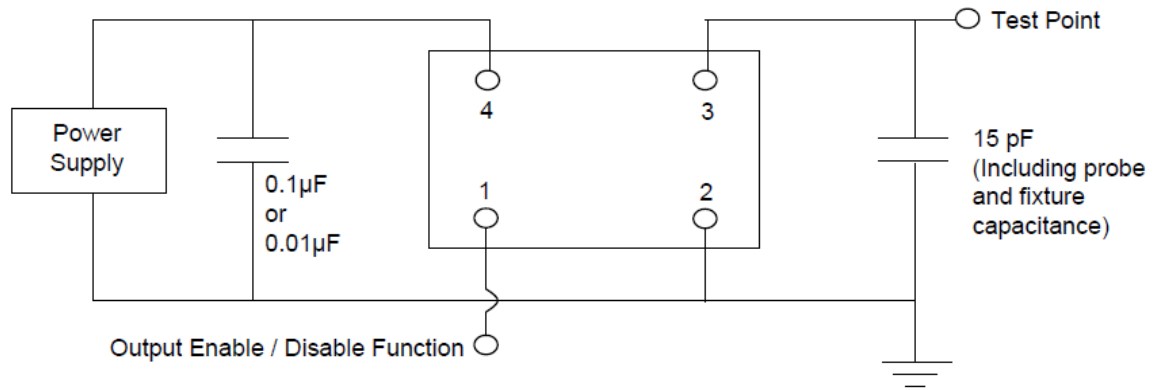 Test Point
Power
Supply
4
3
0.1µF
or
0.01µF
1
2
15 pF
(Including probe
and fixture
capacitance)
Output Enable / Disable Function